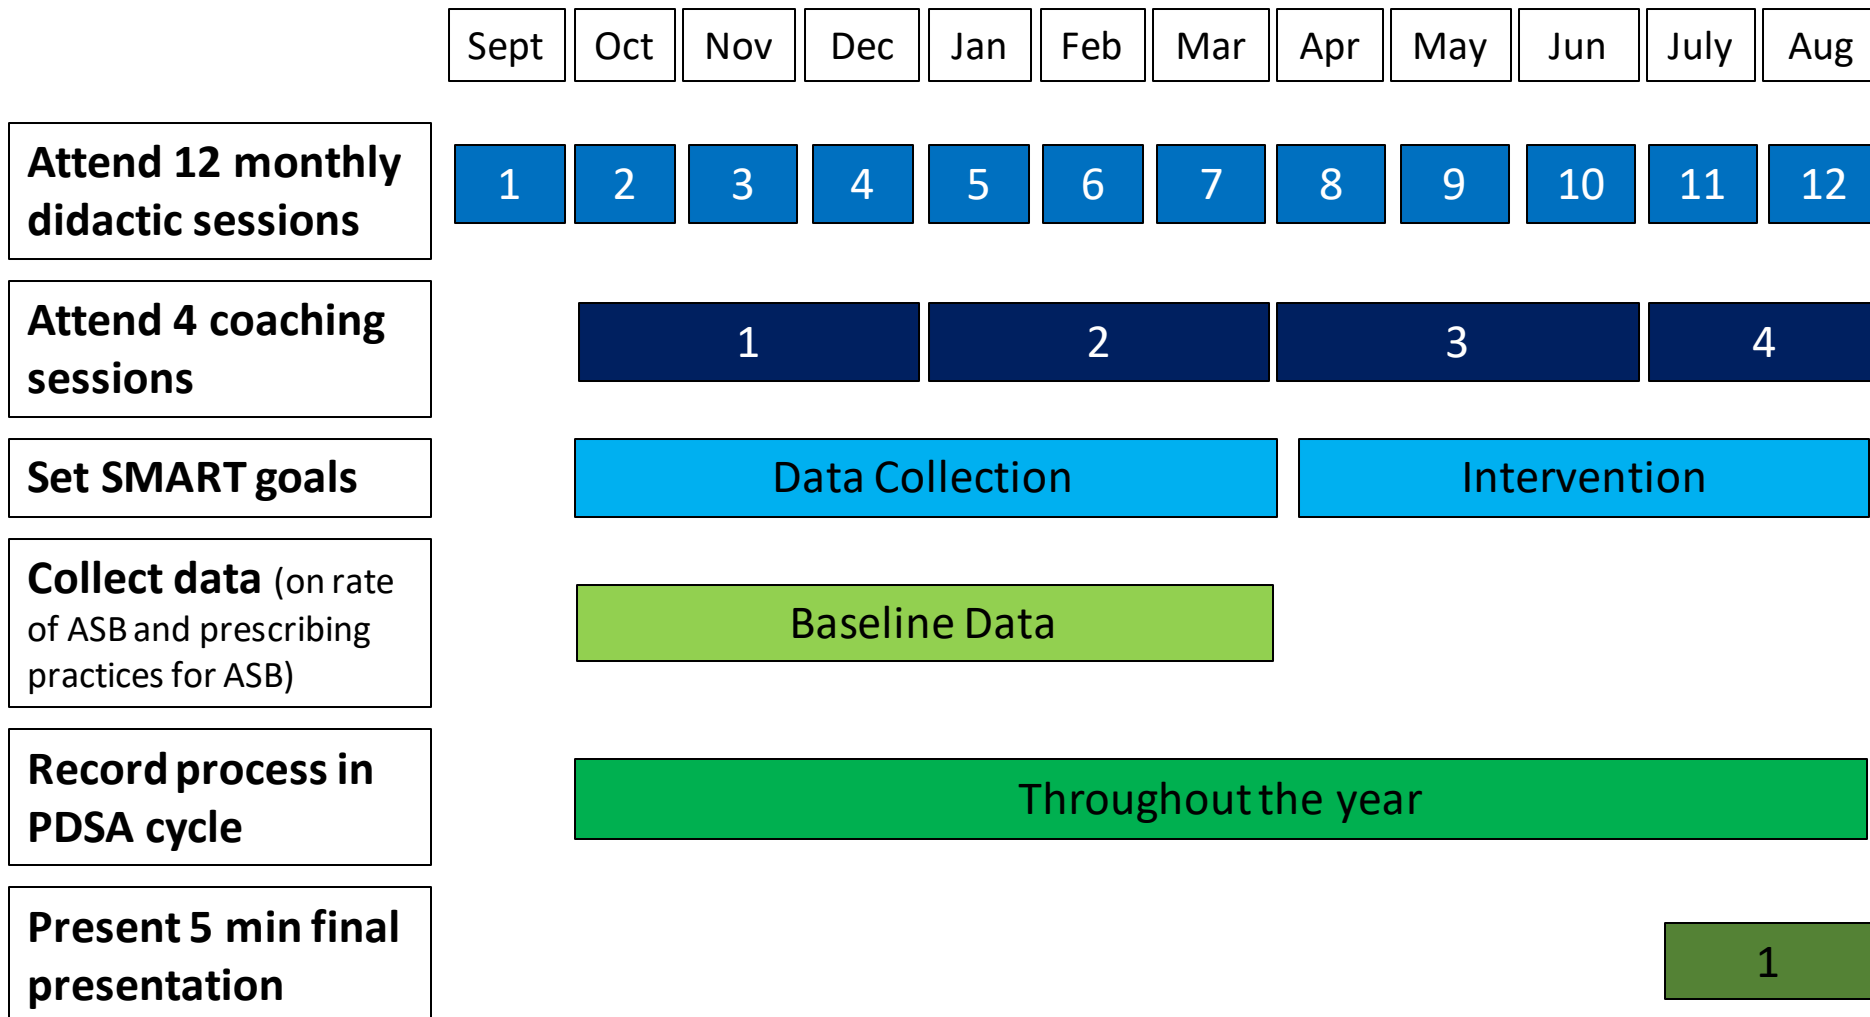 Sept Oct Nov Dec Jan Feb Mar Apr May Jun July Aug
Attend 12 monthly
didactic sessions
1 2 3 4 5 6 7 8 9 10 11 12
Attend 4 coaching
sessions
1 2 3 4
Set SMART goals
Data Collection Intervention
Collect data (on rate
of ASB and prescribing
practices for ASB)
Baseline Data
Record process in
PDSA cycle
Throughout the year
Present 5 min final
presentation
1